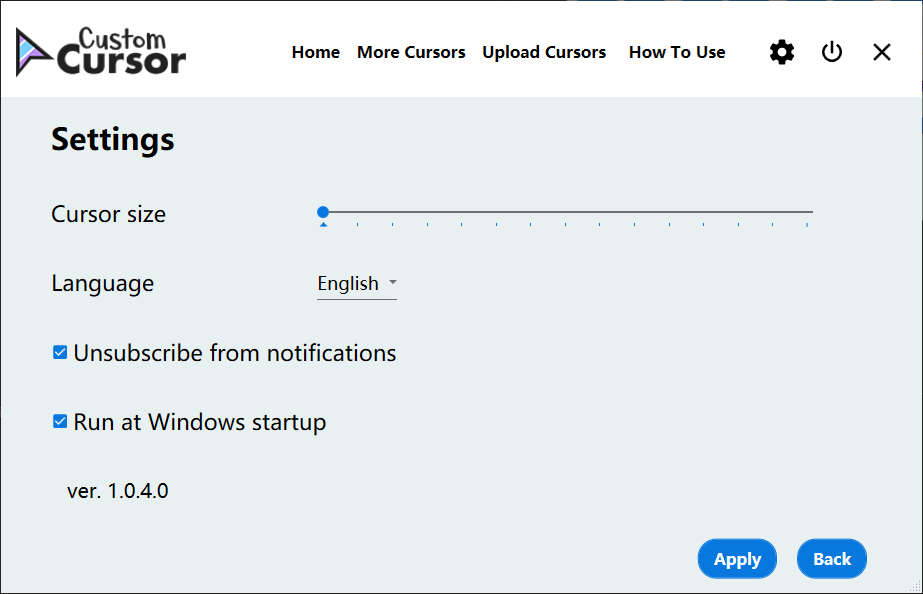 Custom
Cursor
Home More Cursors Upload Cursors How To Use
Settings
Cursor size
Language English
Unsubscribe from notifications
Run at Windows startup
ver. 1.0.4.0
Apply Back